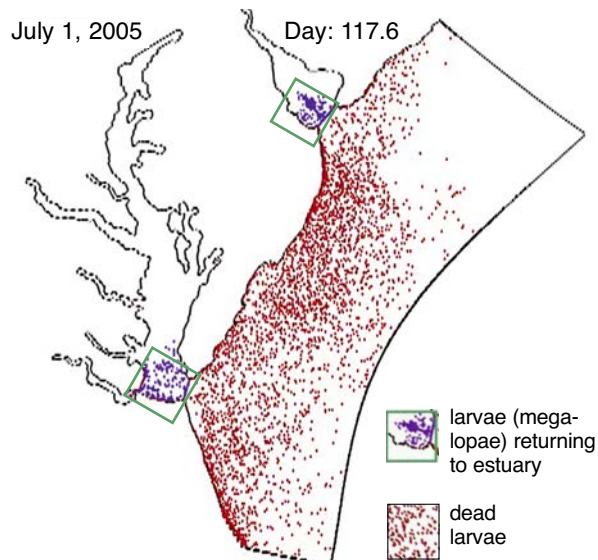 July 1, 2005
Day: 117.6
larvae (mega-
lopae) returning
to estuary
dead
larvae